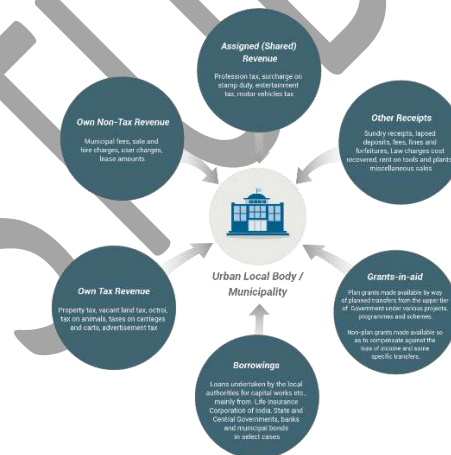 Assigned (Shared)
Revenue
Profession tax, surcharge on
stamp duty, entertainment
tax, motor vehicles tax
Own Non-Tax Revenue
Municipal fees, sale and
hire charges, user charges,
lease amounts
Other Receipts
Sundry receipts, lapsed
deposits, fees, fines and
forfeitures, Law charges cost
recovered, rent on tools and plants,
miscellaneous sales
Urban Local Body /
Municipality
Own Tax Revenue
Property tax, vacant land tax, octroi,
tax on animals, taxes on carriages
and carts, advertisement tax
Grants-in-aid
Plan grants made available by way
of planned transfers from the upper tier
of Government under various projects,
programmes and schemes.
Non-plan grants made available so
as to compensate against the
loss of income and some
specific transfers.
Borrowings
Loans undertaken by the local
authorities for capital works etc.,
mainly from Life Insurance
Corporation of India, State and
Central Governments, banks
and municipal bonds
in select cases